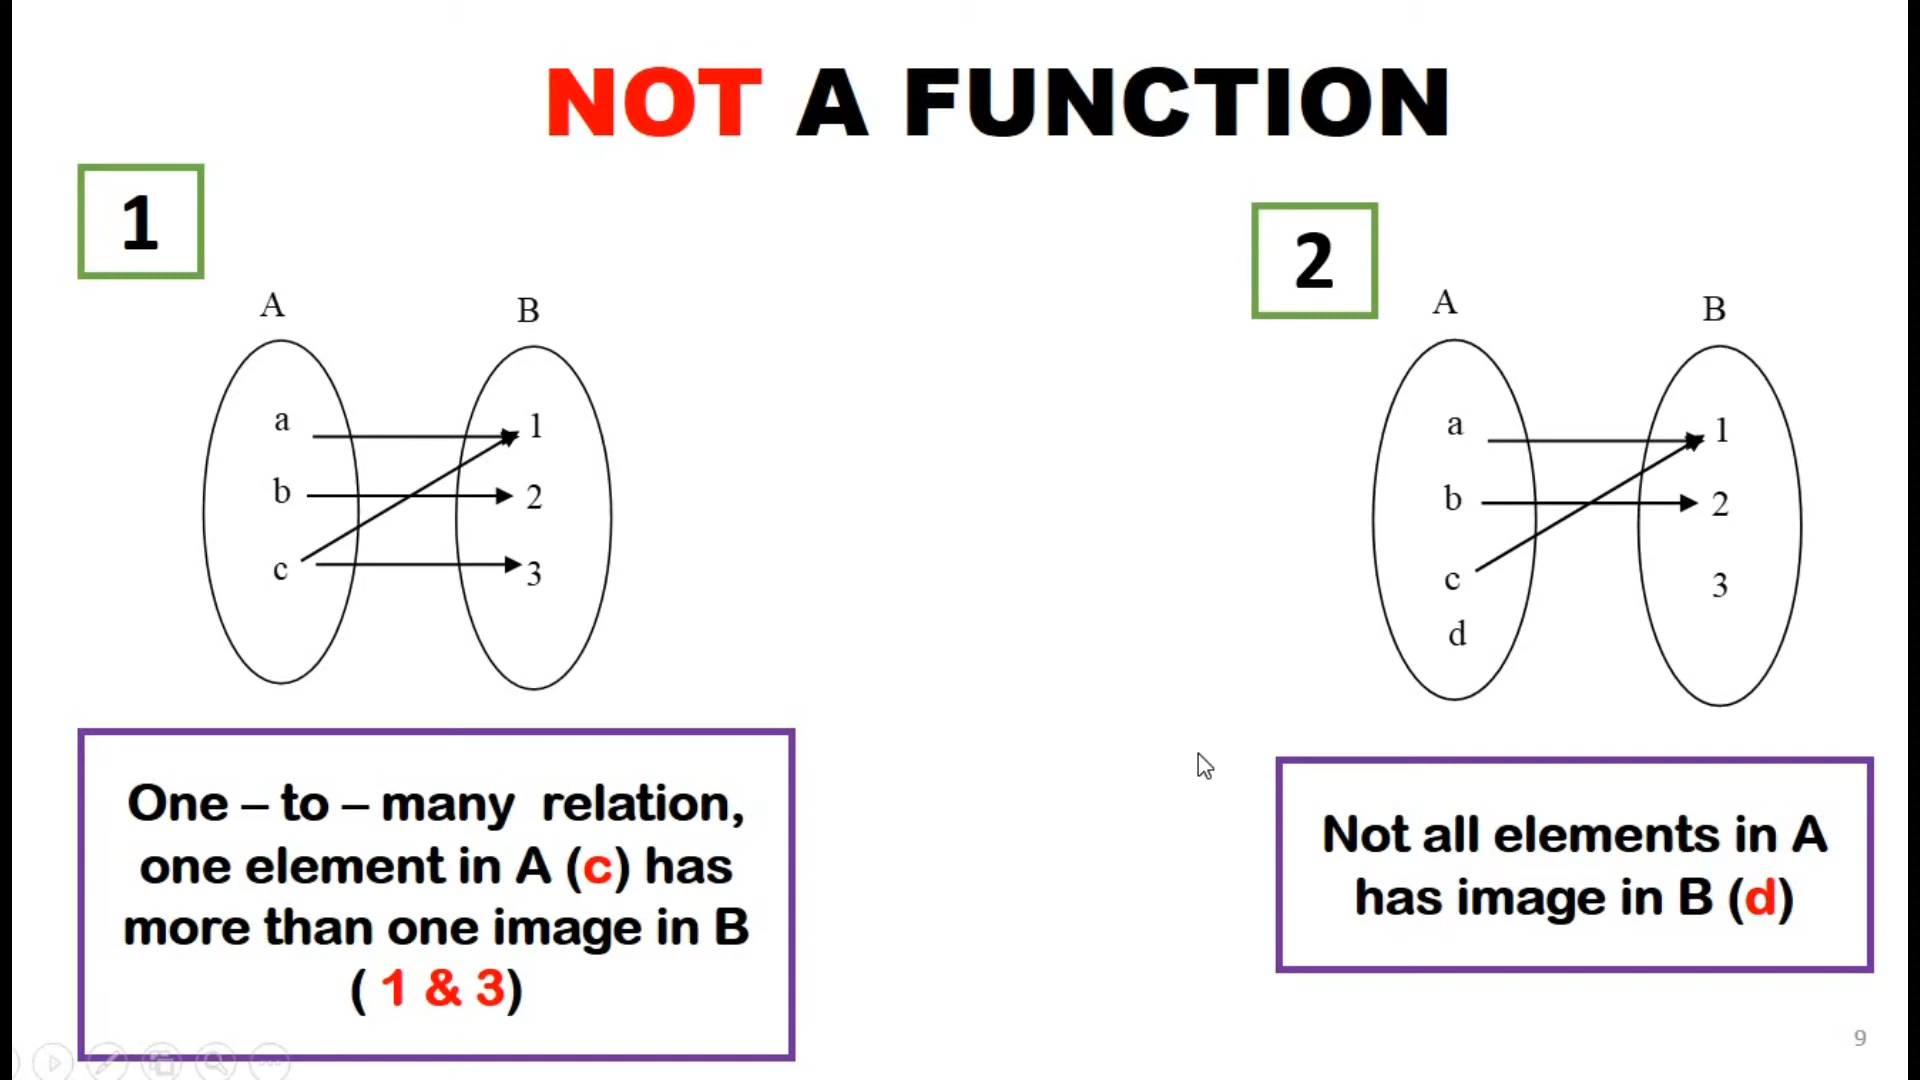 NOT A FUNCTION
1
A B
a 1
b 2
c 3
One – to – many relation,
one element in A (c) has
more than one image in B
( 1 & 3)
2
A B
a 1
b 2
c 3
d
Not all elements in A
has image in B (d)
9